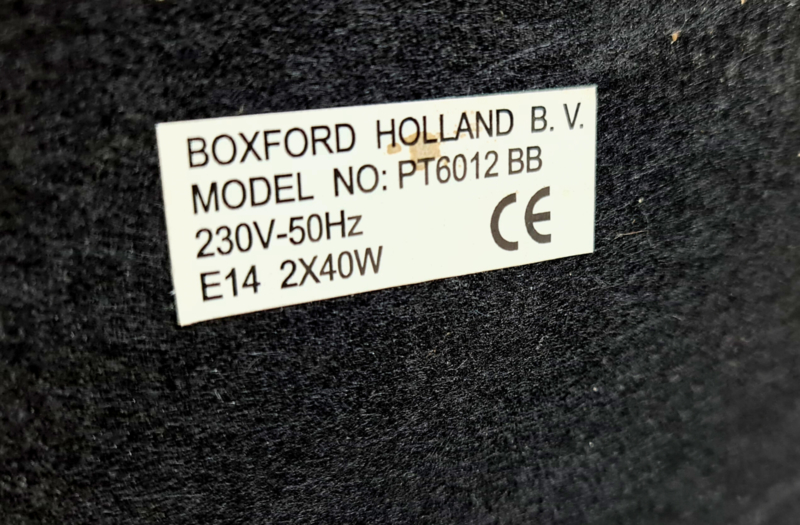 BOXFORD HOLLAND B. V.
MODEL NO: PT6012 BB
230V-50Hz
E14 2X40W
CE